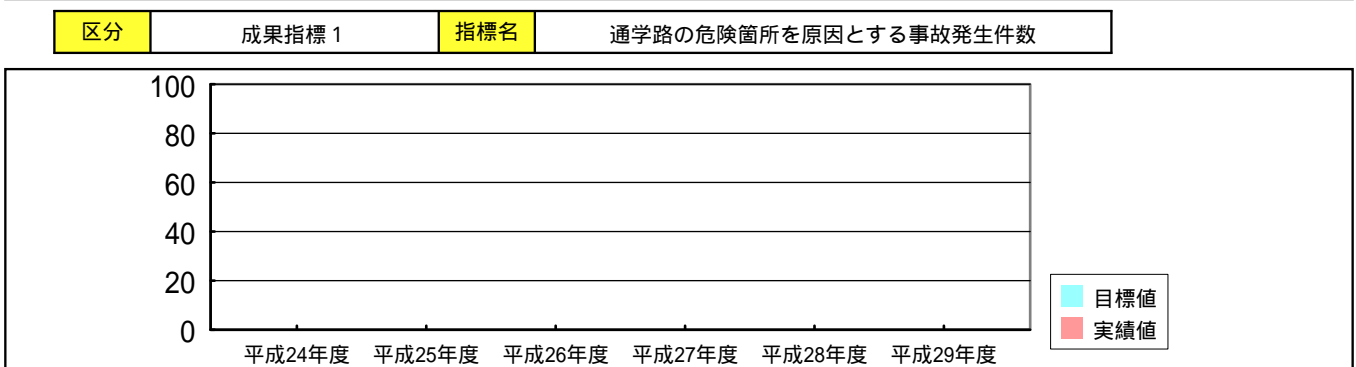 区分 成果指標1 指標名 通学路の危険箇所を原因とする事故発生件数
100
80
60
40
20
0
平成24年度 平成25年度 平成26年度 平成27年度 平成28年度 平成29年度
目標値
実績値